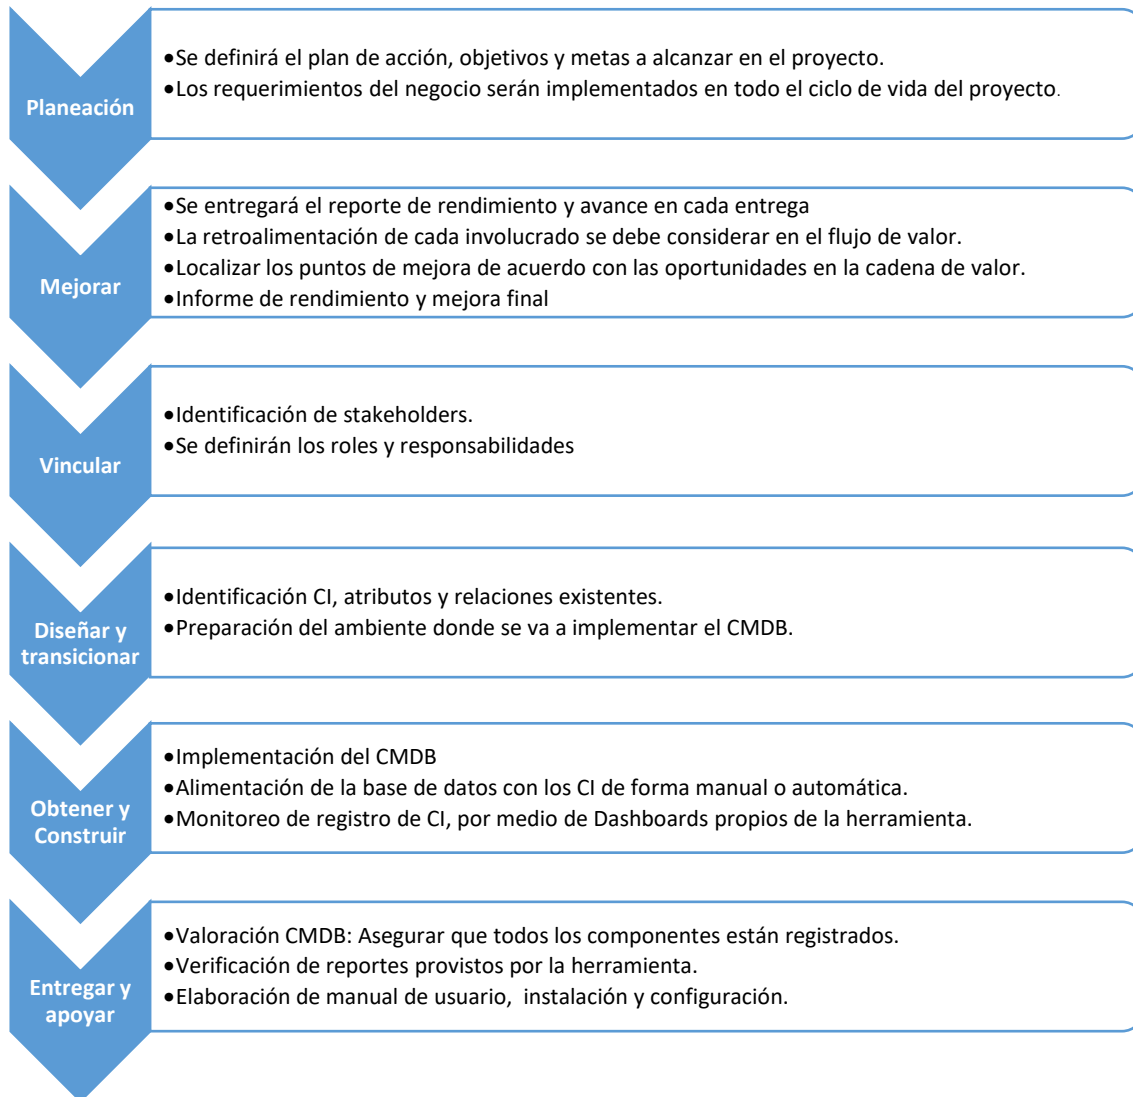 Planeación
•Se definirá el plan de acción, objetivos y metas a alcanzar en el proyecto.
•Los requerimientos del negocio serán implementados en todo el ciclo de vida del proyecto.
Mejorar
•Se entregará el reporte de rendimiento y avance en cada entrega
•La retroalimentación de cada involucrado se debe considerar en el flujo de valor.
•Localizar los puntos de mejora de acuerdo con las oportunidades en la cadena de valor.
•Informe de rendimiento y mejora final
Vincular
•Identificación de stakeholders.
•Se definirán los roles y responsabilidades
Diseñar y
transicionar
•Identificación CI, atributos y relaciones existentes.
•Preparación del ambiente donde se va a implementar el CMDB.
Obtener y
Construir
•Implementación del CMDB
•Alimentación de la base de datos con los CI de forma manual o automática.
•Monitoreo de registro de CI, por medio de Dashboards propios de la herramienta.
Entregar y
apoyar
•Valoración CMDB: Asegurar que todos los componentes están registrados.
•Verificación de reportes provistos por la herramienta.
•Elaboración de manual de usuario,  instalación y configuración.